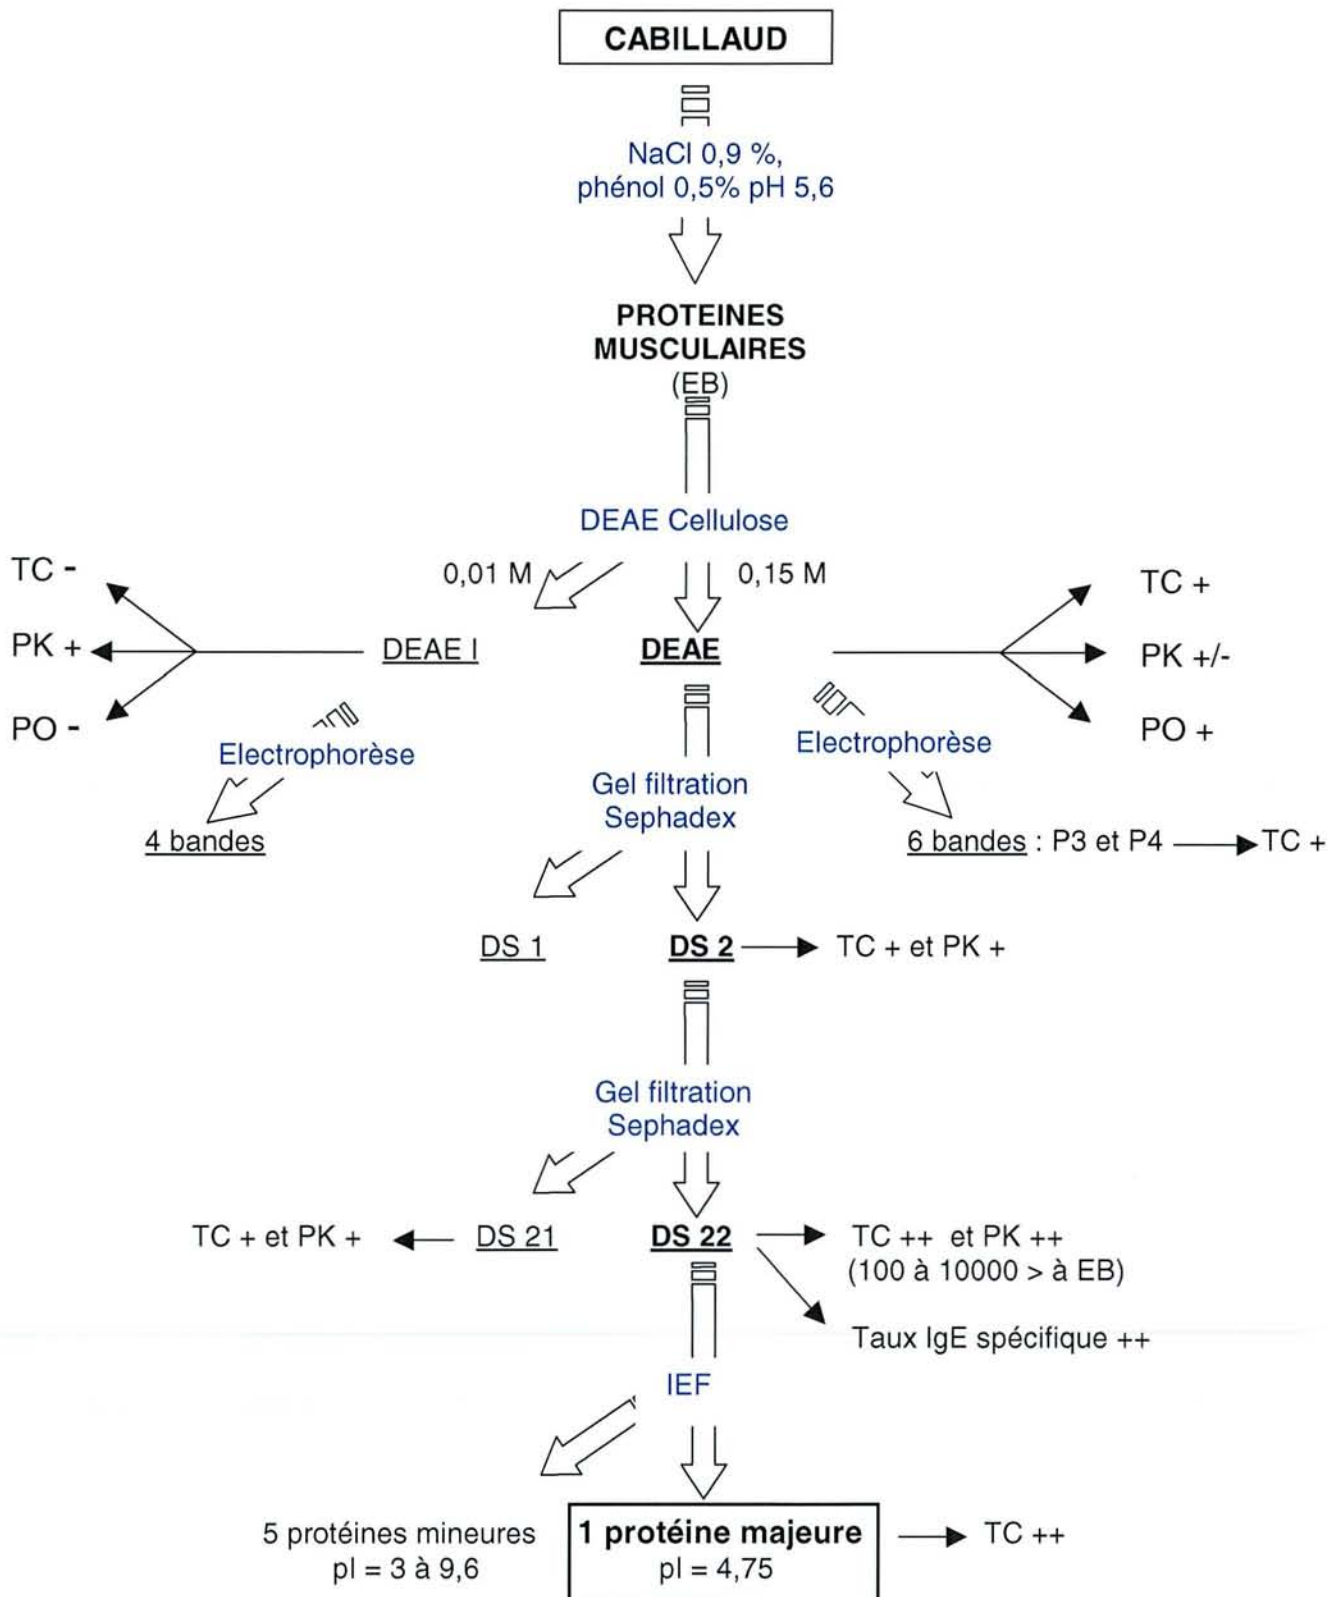 CABILLAUD
NaCl 0,9 %,
phénol 0,5% pH 5,6
PROTEINES
MUSCULAIRES
(EB)
DEAE Cellulose
0,01 M
0,15 M
TC -
PK +
PO -
DEAE I
DEAE
TC +
PK +/-
PO +
Electrophorèse
Electrophorèse
Gel filtration
Sephadex
4 bandes
6 bandes : P3 et P4
TC +
DS 1
DS 2
TC + et PK +
Gel filtration
Sephadex
TC + et PK +
DS 21
DS 22
TC ++ et PK ++
(100 à 10000 > à EB)
Taux IgE spécifique ++
IEF
5 protéines mineures
pI = 3 à 9,6
1 protéine majeure
pI = 4,75
TC ++